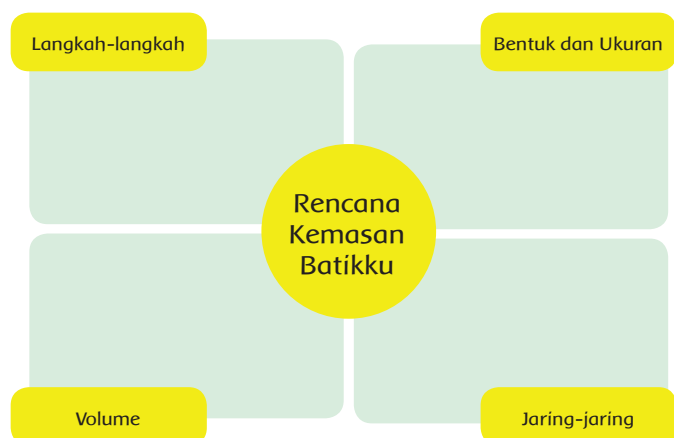 Langkah-langkah
Bentuk dan Ukuran
Rencana
Kemasan
Batikku
Volume
Jaring-jaring